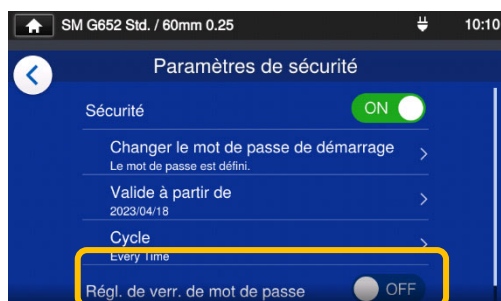 SM G652 Std. / 60mm 0.25 10:10
Paramètres de sécurité
Sécurité ON
Changer le mot de passe de démarrage
Le mot de passe est défini.
Valide à partir de
2023/04/18
Cycle
Every Time
Régl. de verr. de mot de passe OFF